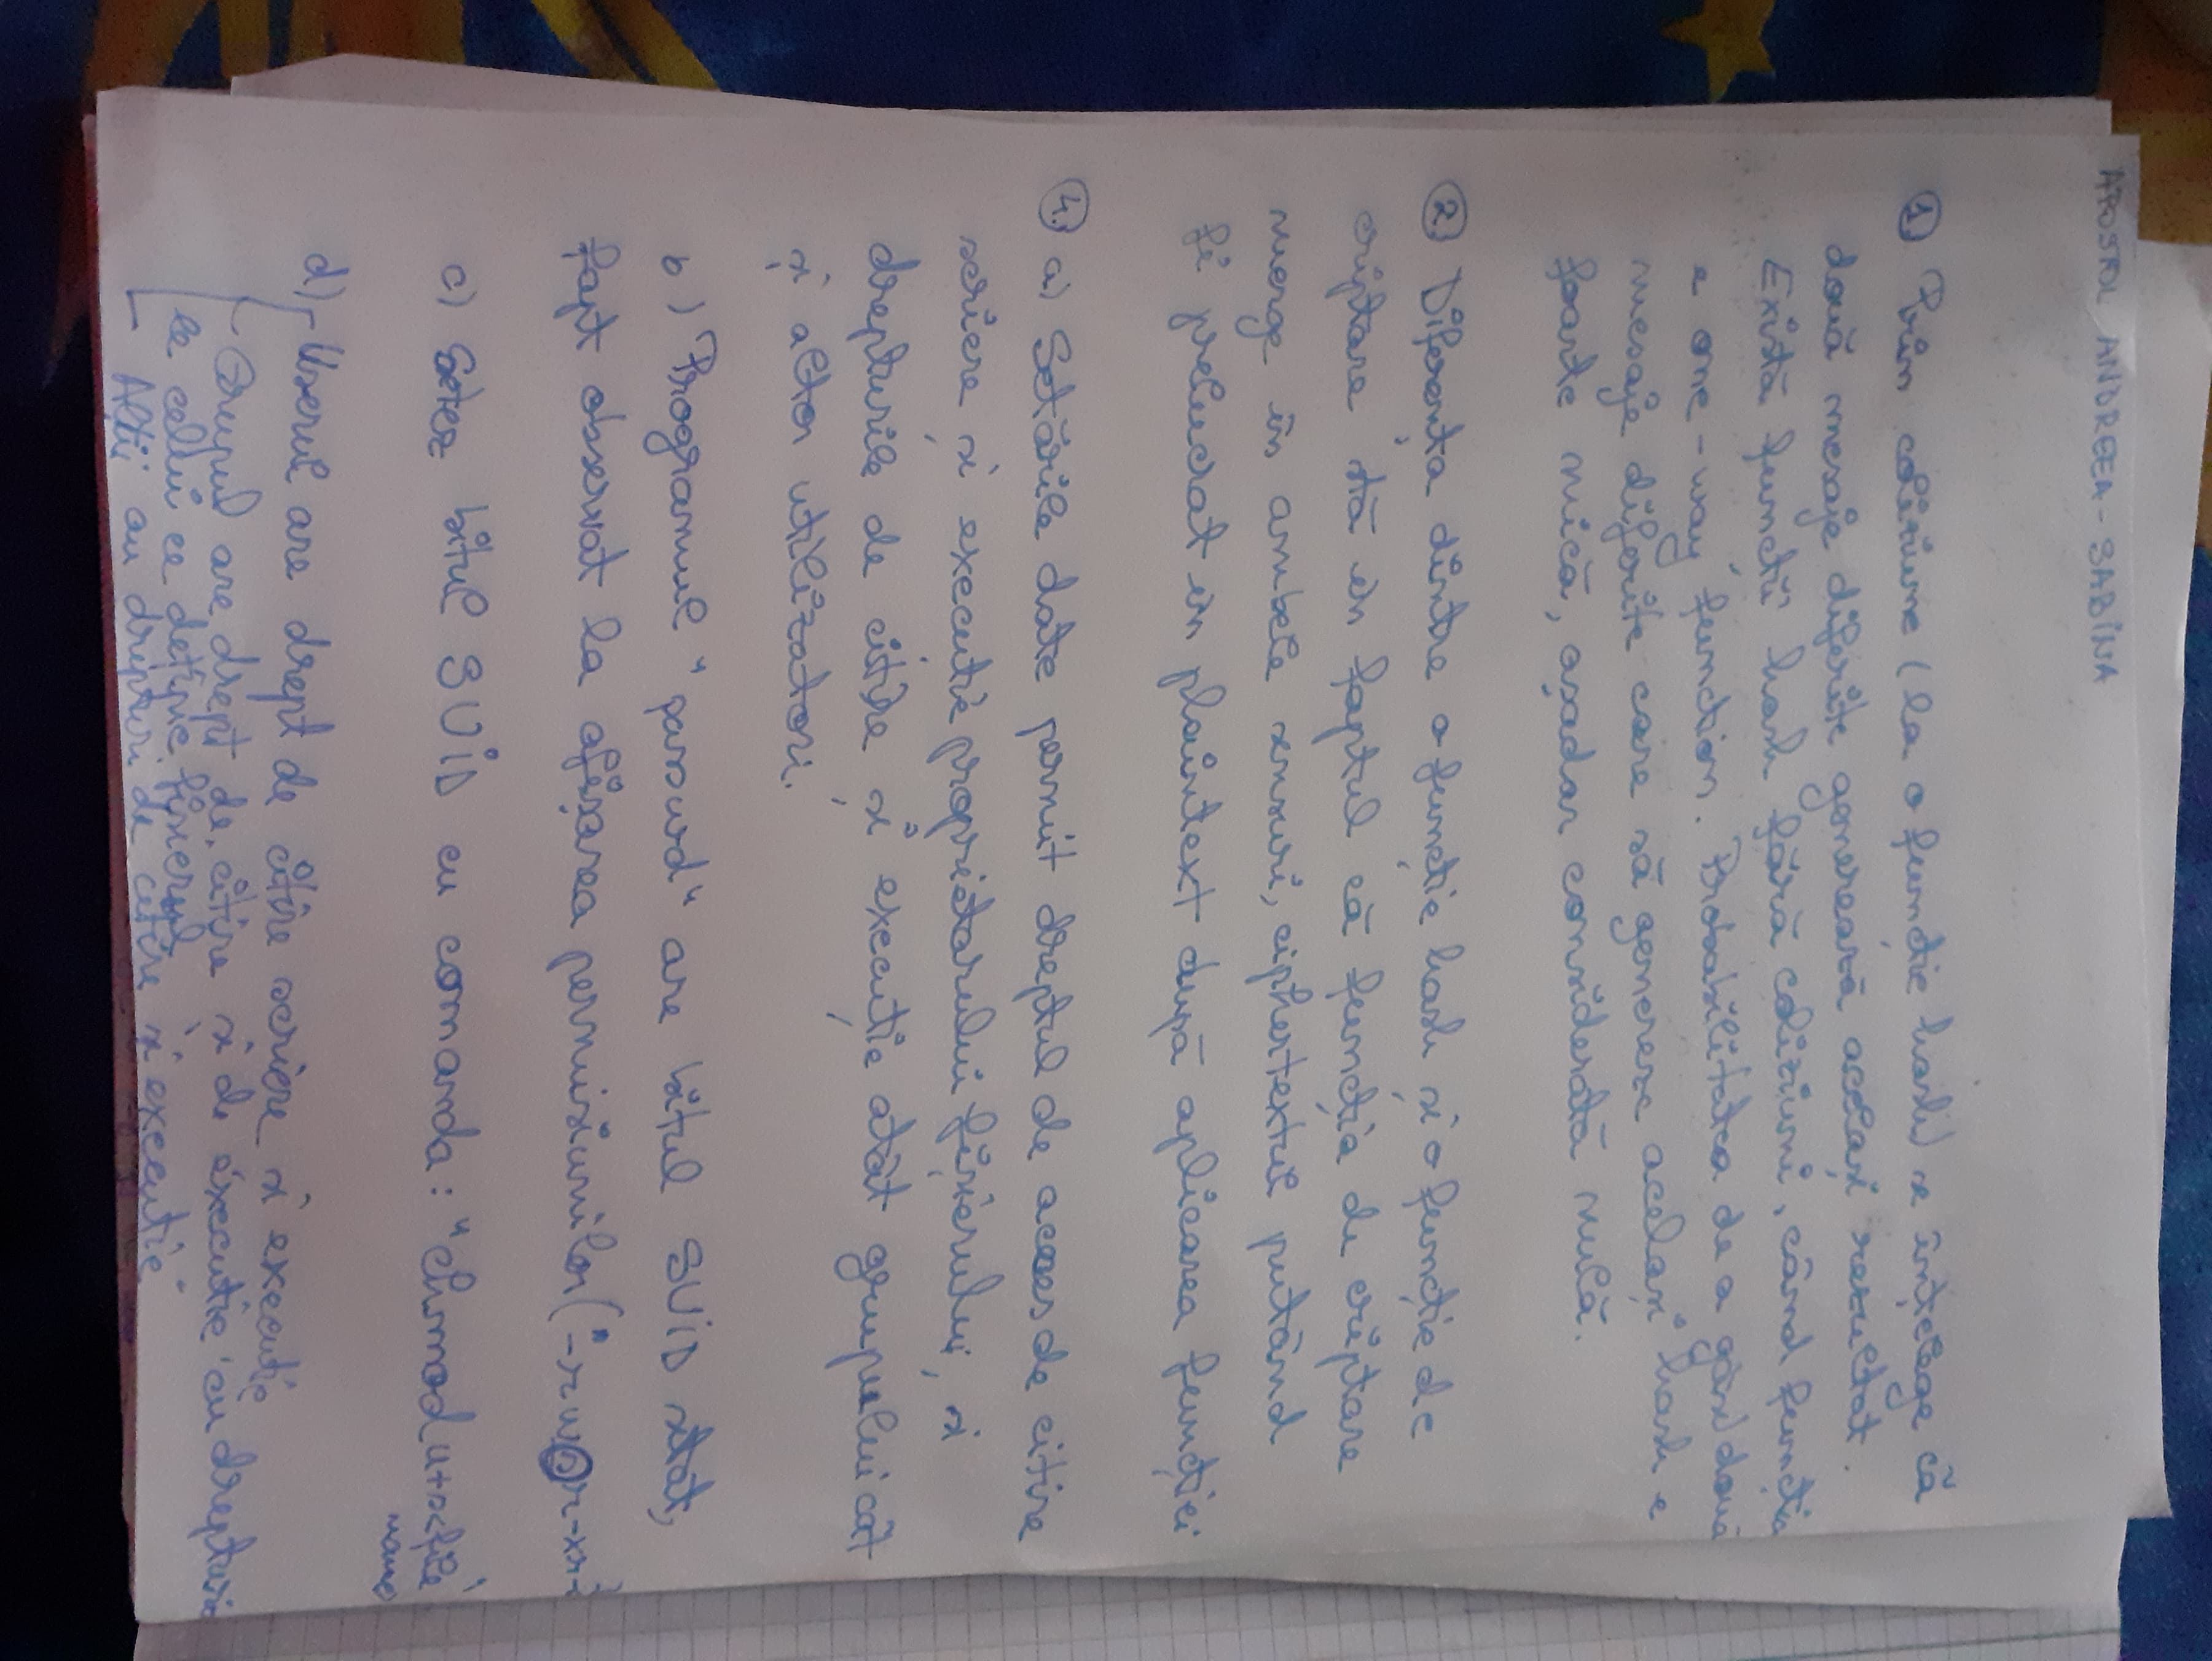 APOSTOL ANDREEA-SABINA
① Prin coliziune (la o funcție hash) se înțelege că
două mesaje diferite generează același rezultat.
Există funcții hash fără coliziuni, când funcția
e one-way function. Probabilitatea de a găsi două
mesaje diferite care să genereze același hash e
foarte mică, așadar considerată nulă.
② Diferența dintre o funcție hash și o funcție de
criptare stă în faptul că funcția de criptare
merge în ambele sensuri, ciphertextul putând
fi prelucrat în plaintext după aplicarea funcției
④ a) Setările date permit dreptul de acces de citire
scriere și execuție proprietarului fișierului, și
drepturile de citire și execuție atât grupului cât
și altor utilizatori.
b) Programul "passwd" are bitul SUID setat,
fapt observat la afișarea permisiunilor ("-rwsr-xr-x"
c) Setez bitul SUID cu comanda: "chmod u+s <file
name>
d) - Userul are drept de citire scriere și execuție
- Grupul are drept de citire și de execuție cu drepturile
celui ce deține fișierul
- Alții au drepturi de citire și execuție.